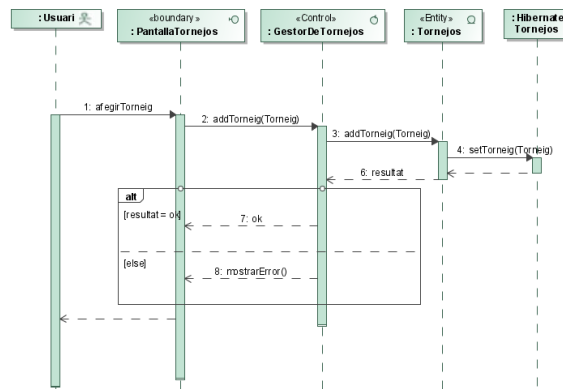 : Usuari
«boundary»
: PantallaTornejos
«Control»
: GestorDeTornejos
«Entity»
: Tornejos
: Hibernate
Tornejos
1: afegirTorneig
2: addTorneig(Torneig)
3: addTorneig(Torneig)
4: setTorneig(Torneig)
6: resultat
alt
[resultat = ok]
7: ok
[else]
8: mostrarError()